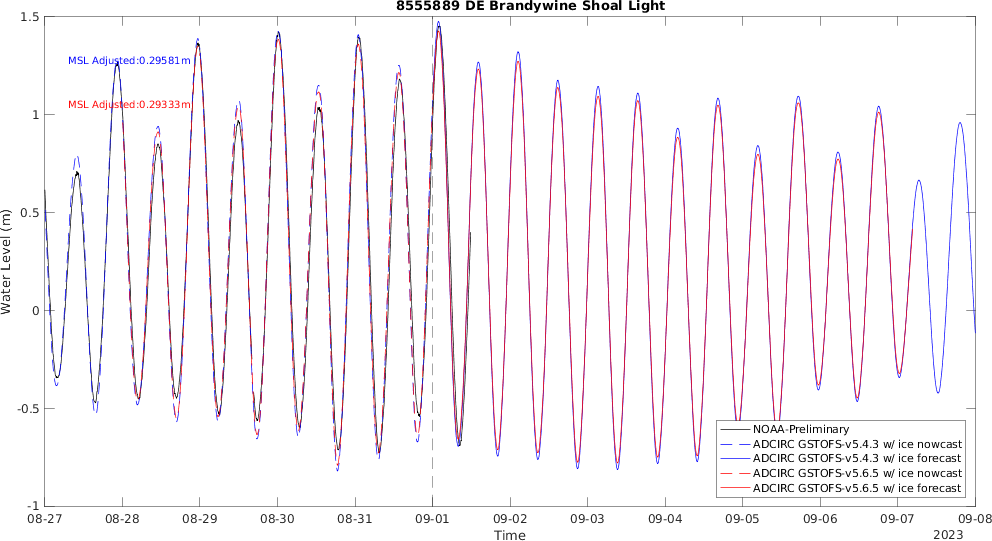 8555889 DE Brandywine Shoal Light
1.5
1
0.5
0
-0.5
-1
Water Level (m)
MSL Adjusted:0.29581m
MSL Adjusted:0.29333m
NOAA-Preliminary
ADCIRC GSTOFS-v5.4.3 w/ ice nowcast
ADCIRC GSTOFS-v5.4.3 w/ ice forecast
ADCIRC GSTOFS-v5.6.5 w/ ice nowcast
ADCIRC GSTOFS-v5.6.5 w/ ice forecast
08-27 08-28 08-29 08-30 08-31 09-01 09-02 09-03 09-04 09-05 09-06 09-07 09-08
Time
2023